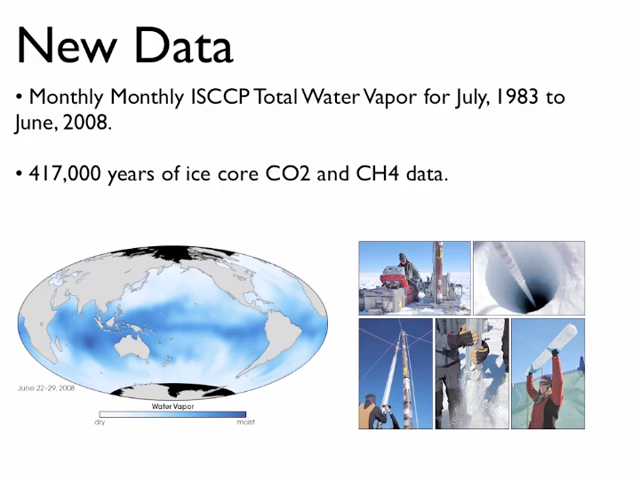 New Data
• Monthly Monthly ISCCP Total Water Vapor for July, 1983 to
June, 2008.
• 417,000 years of ice core CO2 and CH4 data.
June 22-29, 2008
Water Vapor
dry moist